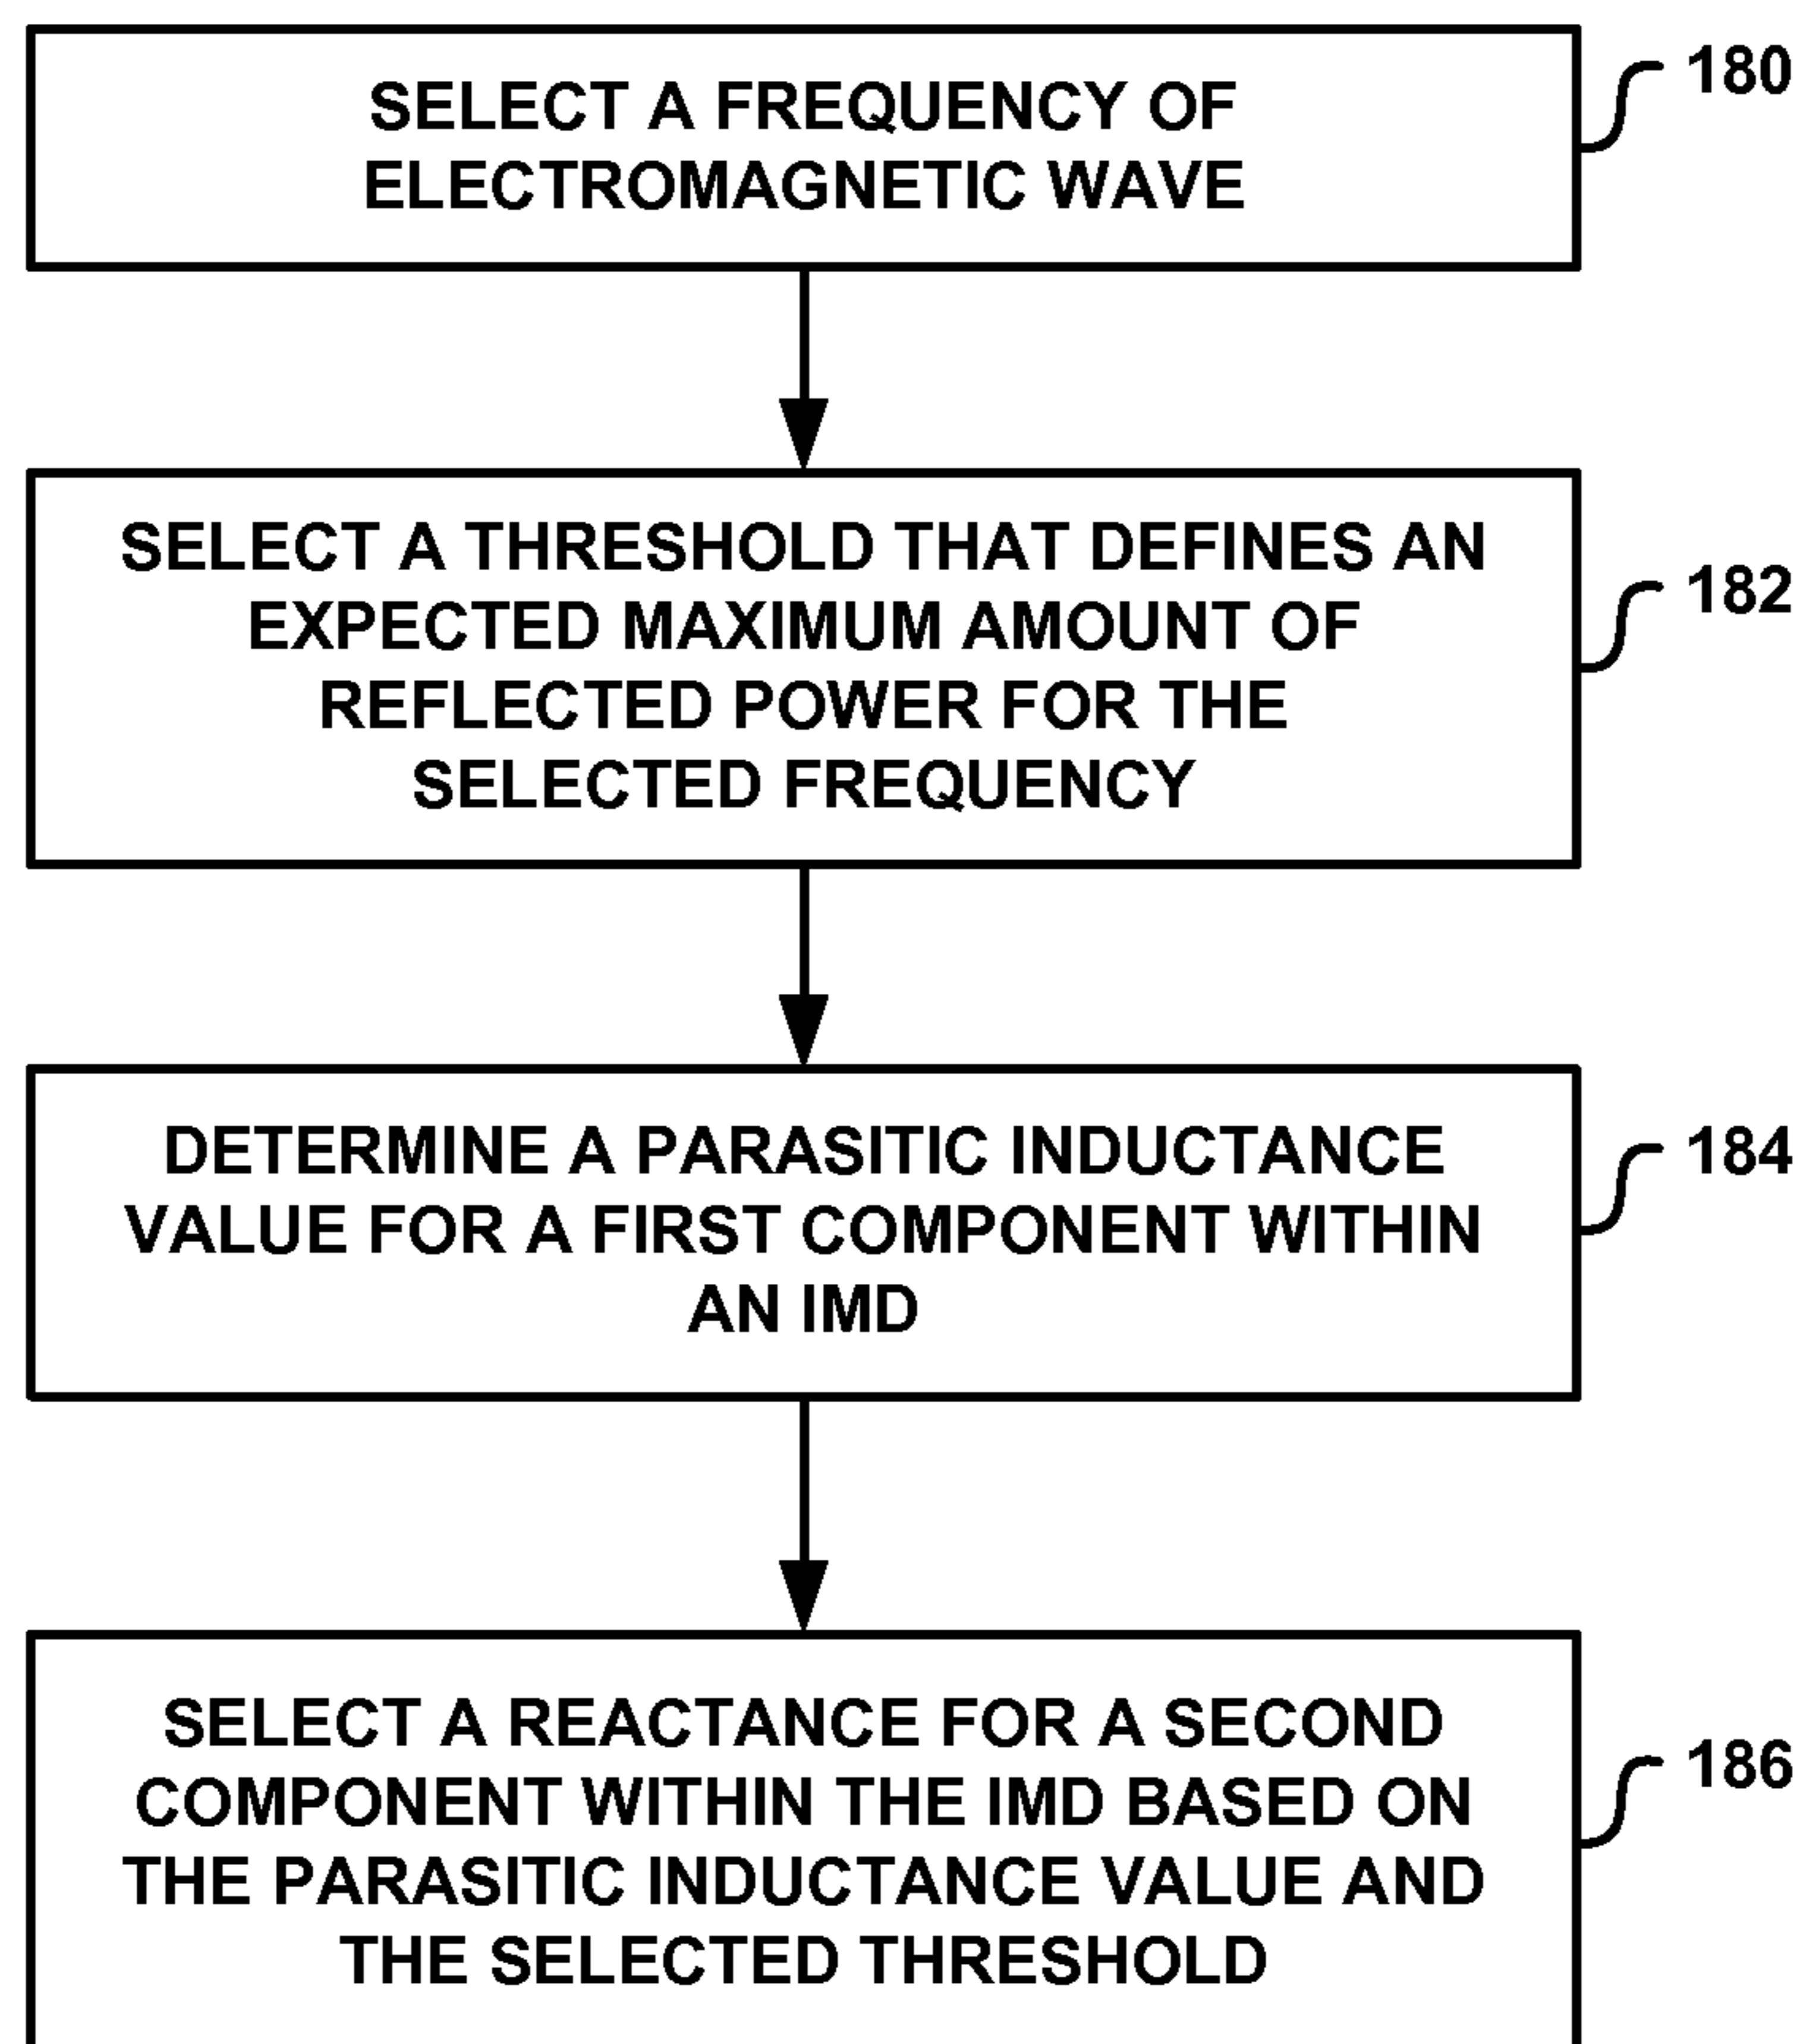 SELECT A FREQUENCY OF
ELECTROMAGNETIC WAVE
180
SELECT A THRESHOLD THAT DEFINES AN
EXPECTED MAXIMUM AMOUNT OF
REFLECTED POWER FOR THE
SELECTED FREQUENCY
182
DETERMINE A PARASITIC INDUCTANCE
VALUE FOR A FIRST COMPONENT WITHIN
AN IMD
184
SELECT A REACTANCE FOR A SECOND
COMPONENT WITHIN THE IMD BASED ON
THE PARASITIC INDUCTANCE VALUE AND
THE SELECTED THRESHOLD
186